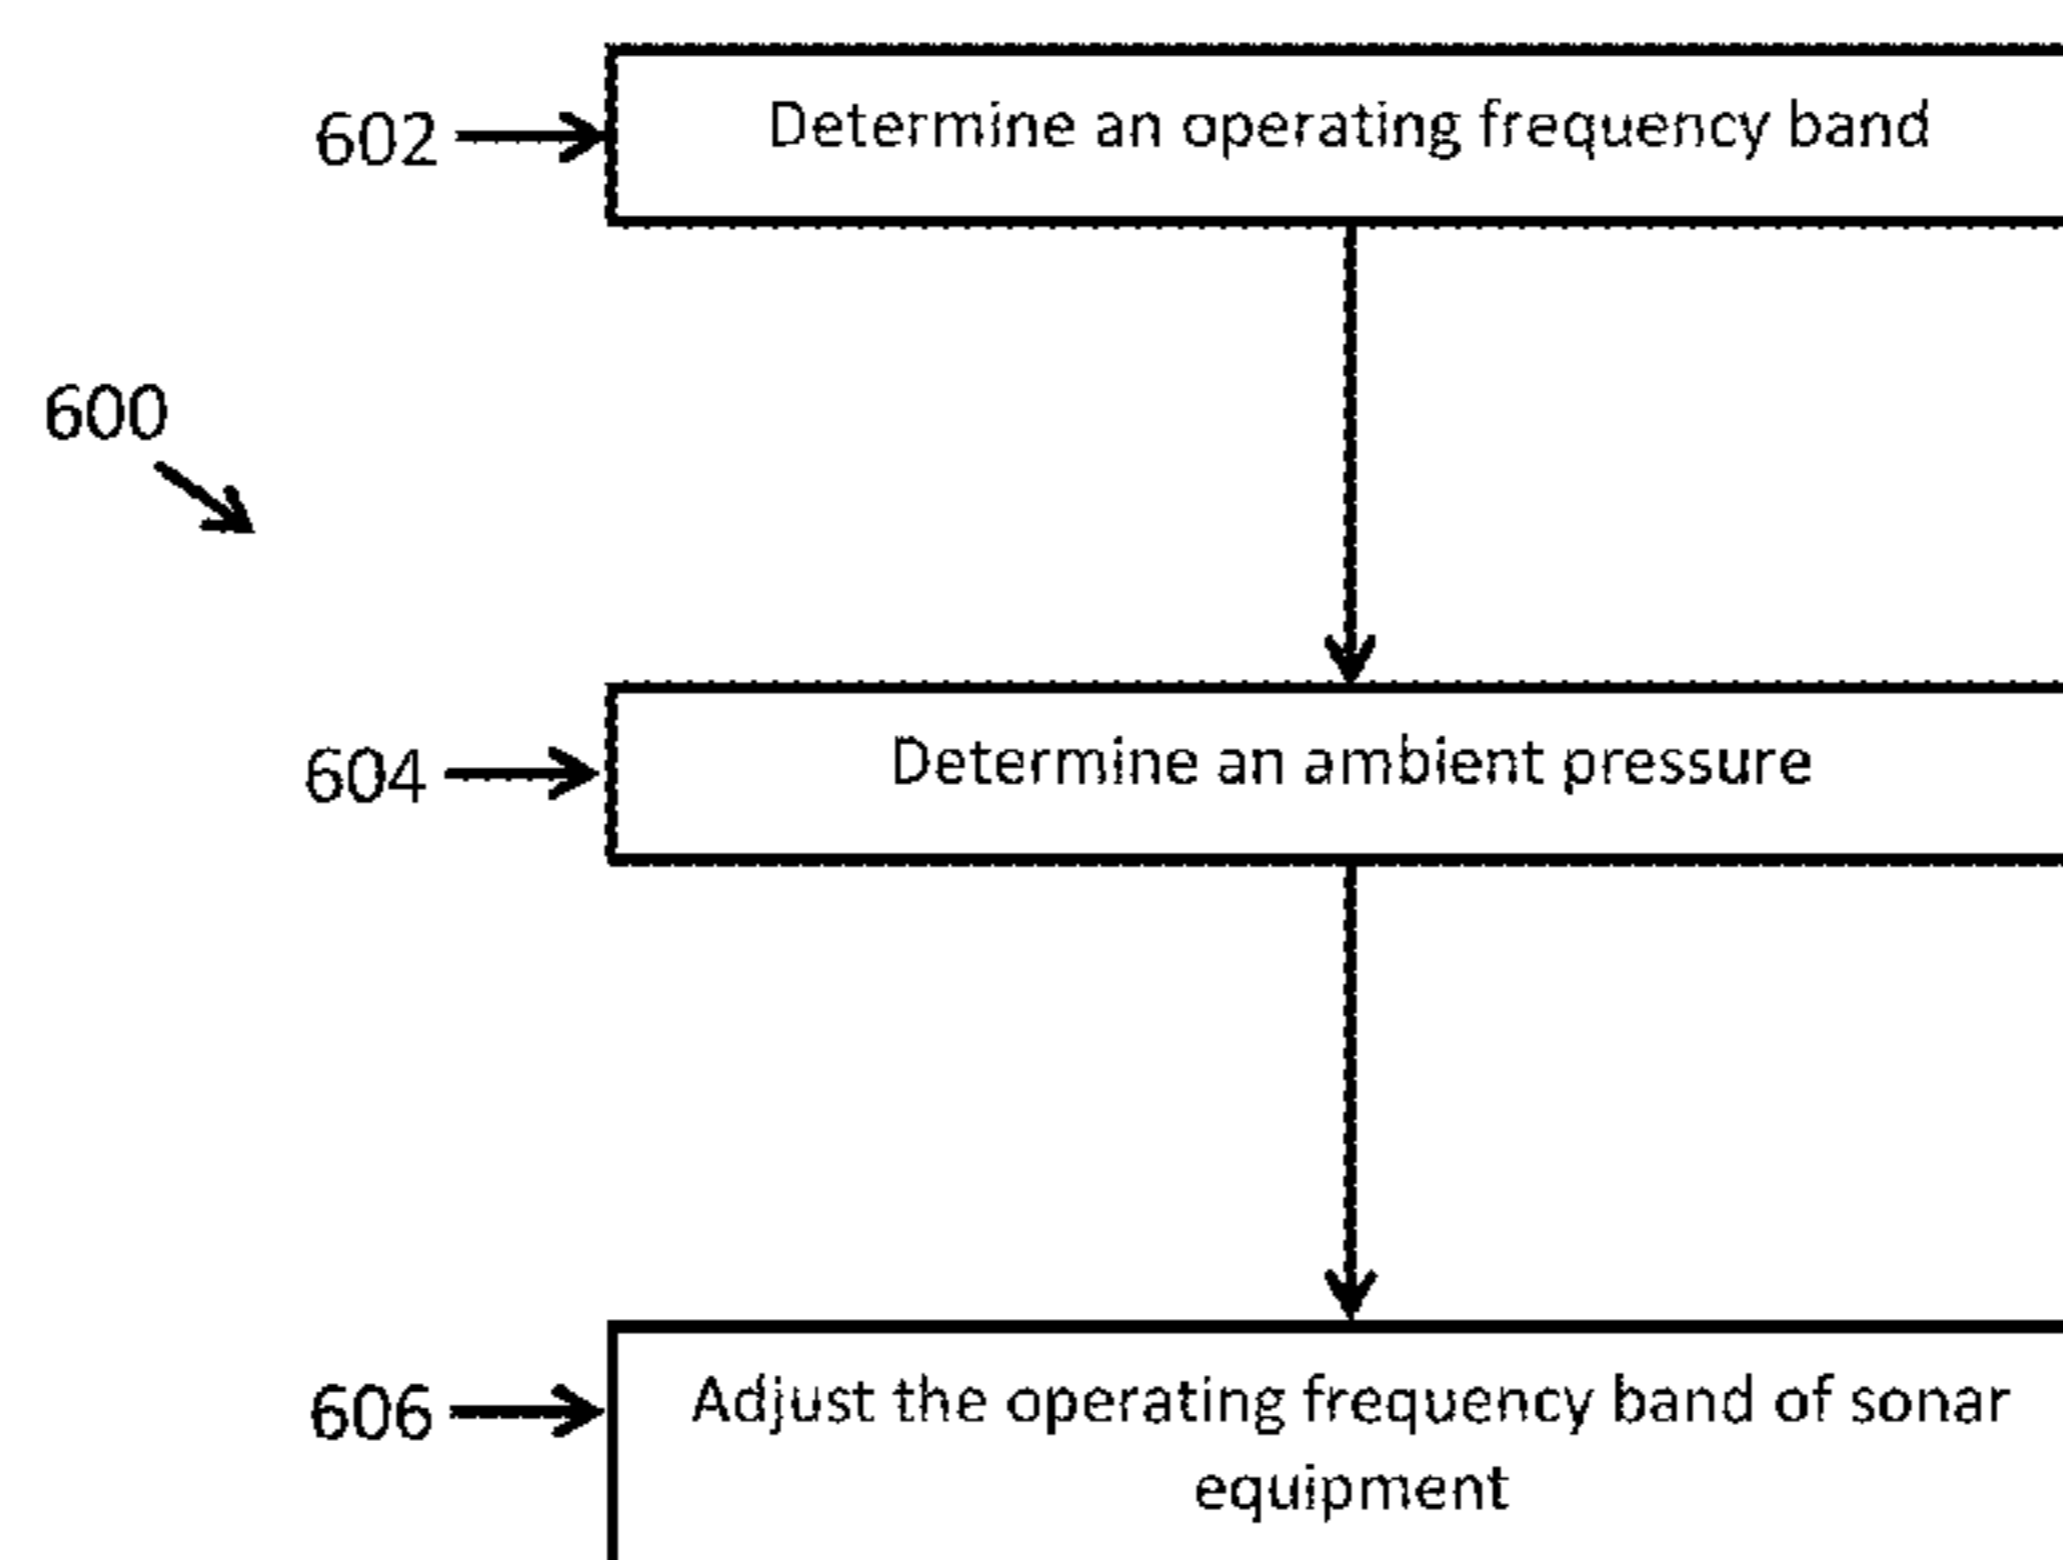 602
Determine an operating frequency band
600
604
Determine an ambient pressure
606
Adjust the operating frequency band of sonar
equipment